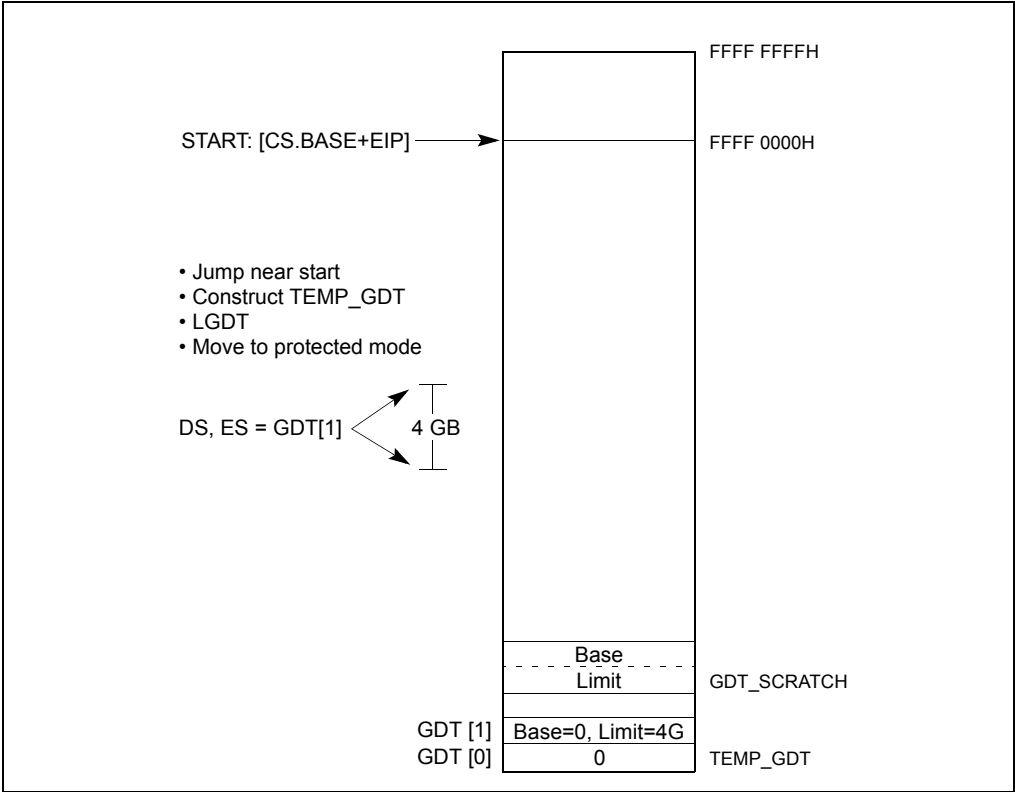 FFFF FFFFH
START: [CS.BASE+EIP]
FFFF 0000H
• Jump near start
• Construct TEMP_GDT
• LGDT
• Move to protected mode
DS, ES = GDT[1]
4 GB
Base
Limit
GDT_SCRATCH
GDT [1]
Base=0, Limit=4G
GDT [0]
0
TEMP_GDT